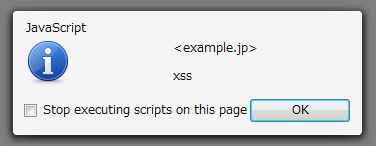 JavaScript
<example.jp>
xss
Stop executing scripts on this page
OK